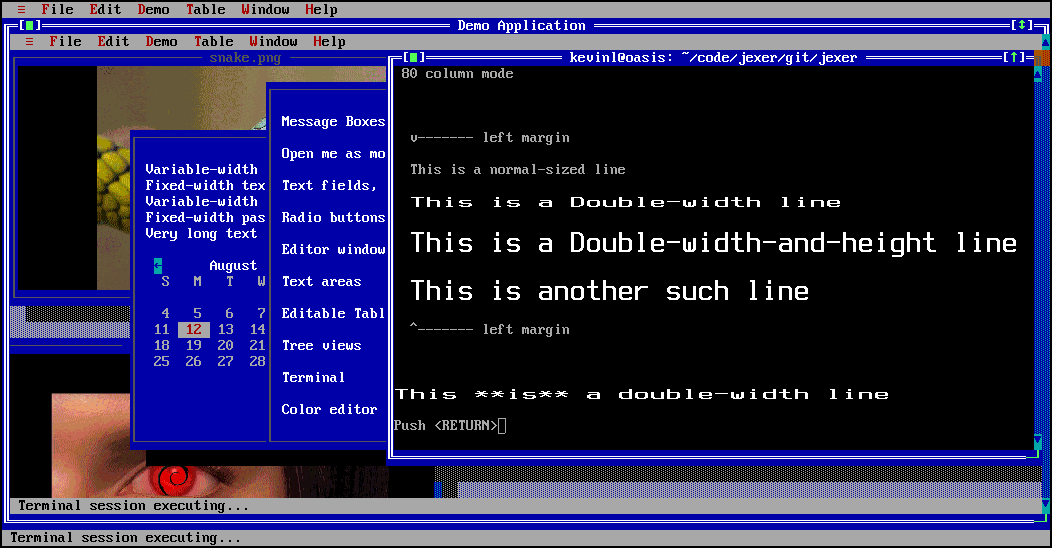 ≡ File Edit Demo Table Window Help
Demo Application
≡ File Edit Demo Table Window Help
snake.png
kevinl@oasis: ~/code/jexer/git/jexer
80 column mode
v------- left margin
This is a normal-sized line
This is a Double-width line
This is a Double-width-and-height line
This is another such line
^------- left margin
This **is** a double-width line
Push <RETURN>
Message Boxes
Open me as mo
Text fields,
Radio buttons
Editor window
Text areas
Editable Tabl
Tree views
Terminal
Color editor
Variable-width
Fixed-width tex
Variable-width
Fixed-width pas
Very long text
August
S M T W
4 5 6 7
11 12 13 14
18 19 20 21
25 26 27 28
Terminal session executing...
Terminal session executing...